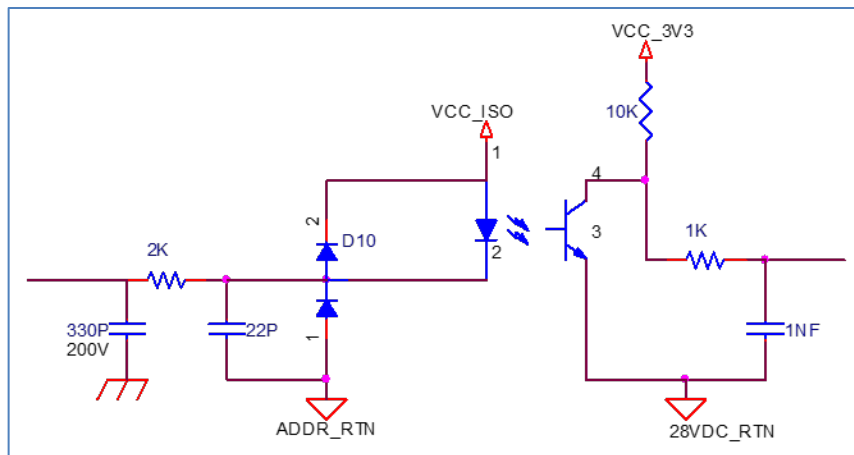 VCC_3V3
VCC_ISO
10K
1
4
2
D10
2K
3
1K
2
330P
200V
22P
1
1NF
ADDR_RTN
28VDC_RTN